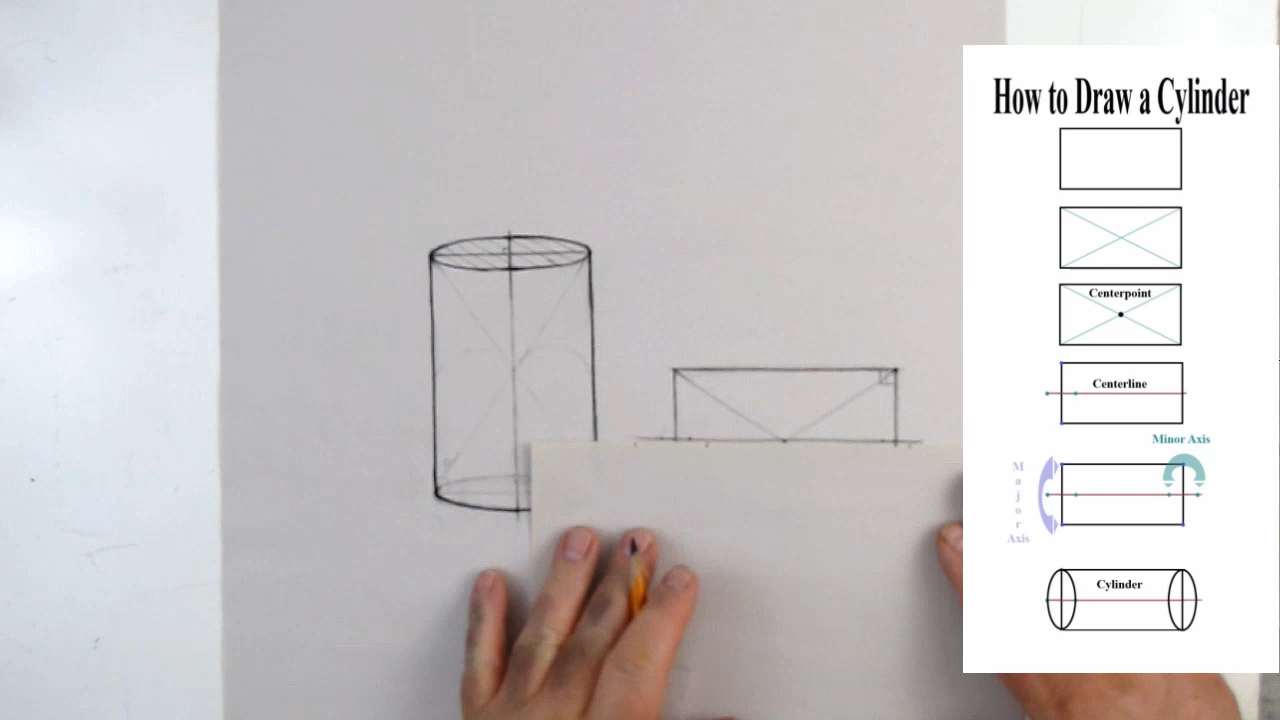 How to Draw a Cylinder
Centerpoint
Centerline
Minor Axis
M
a
j
o
r
Axis
Cylinder